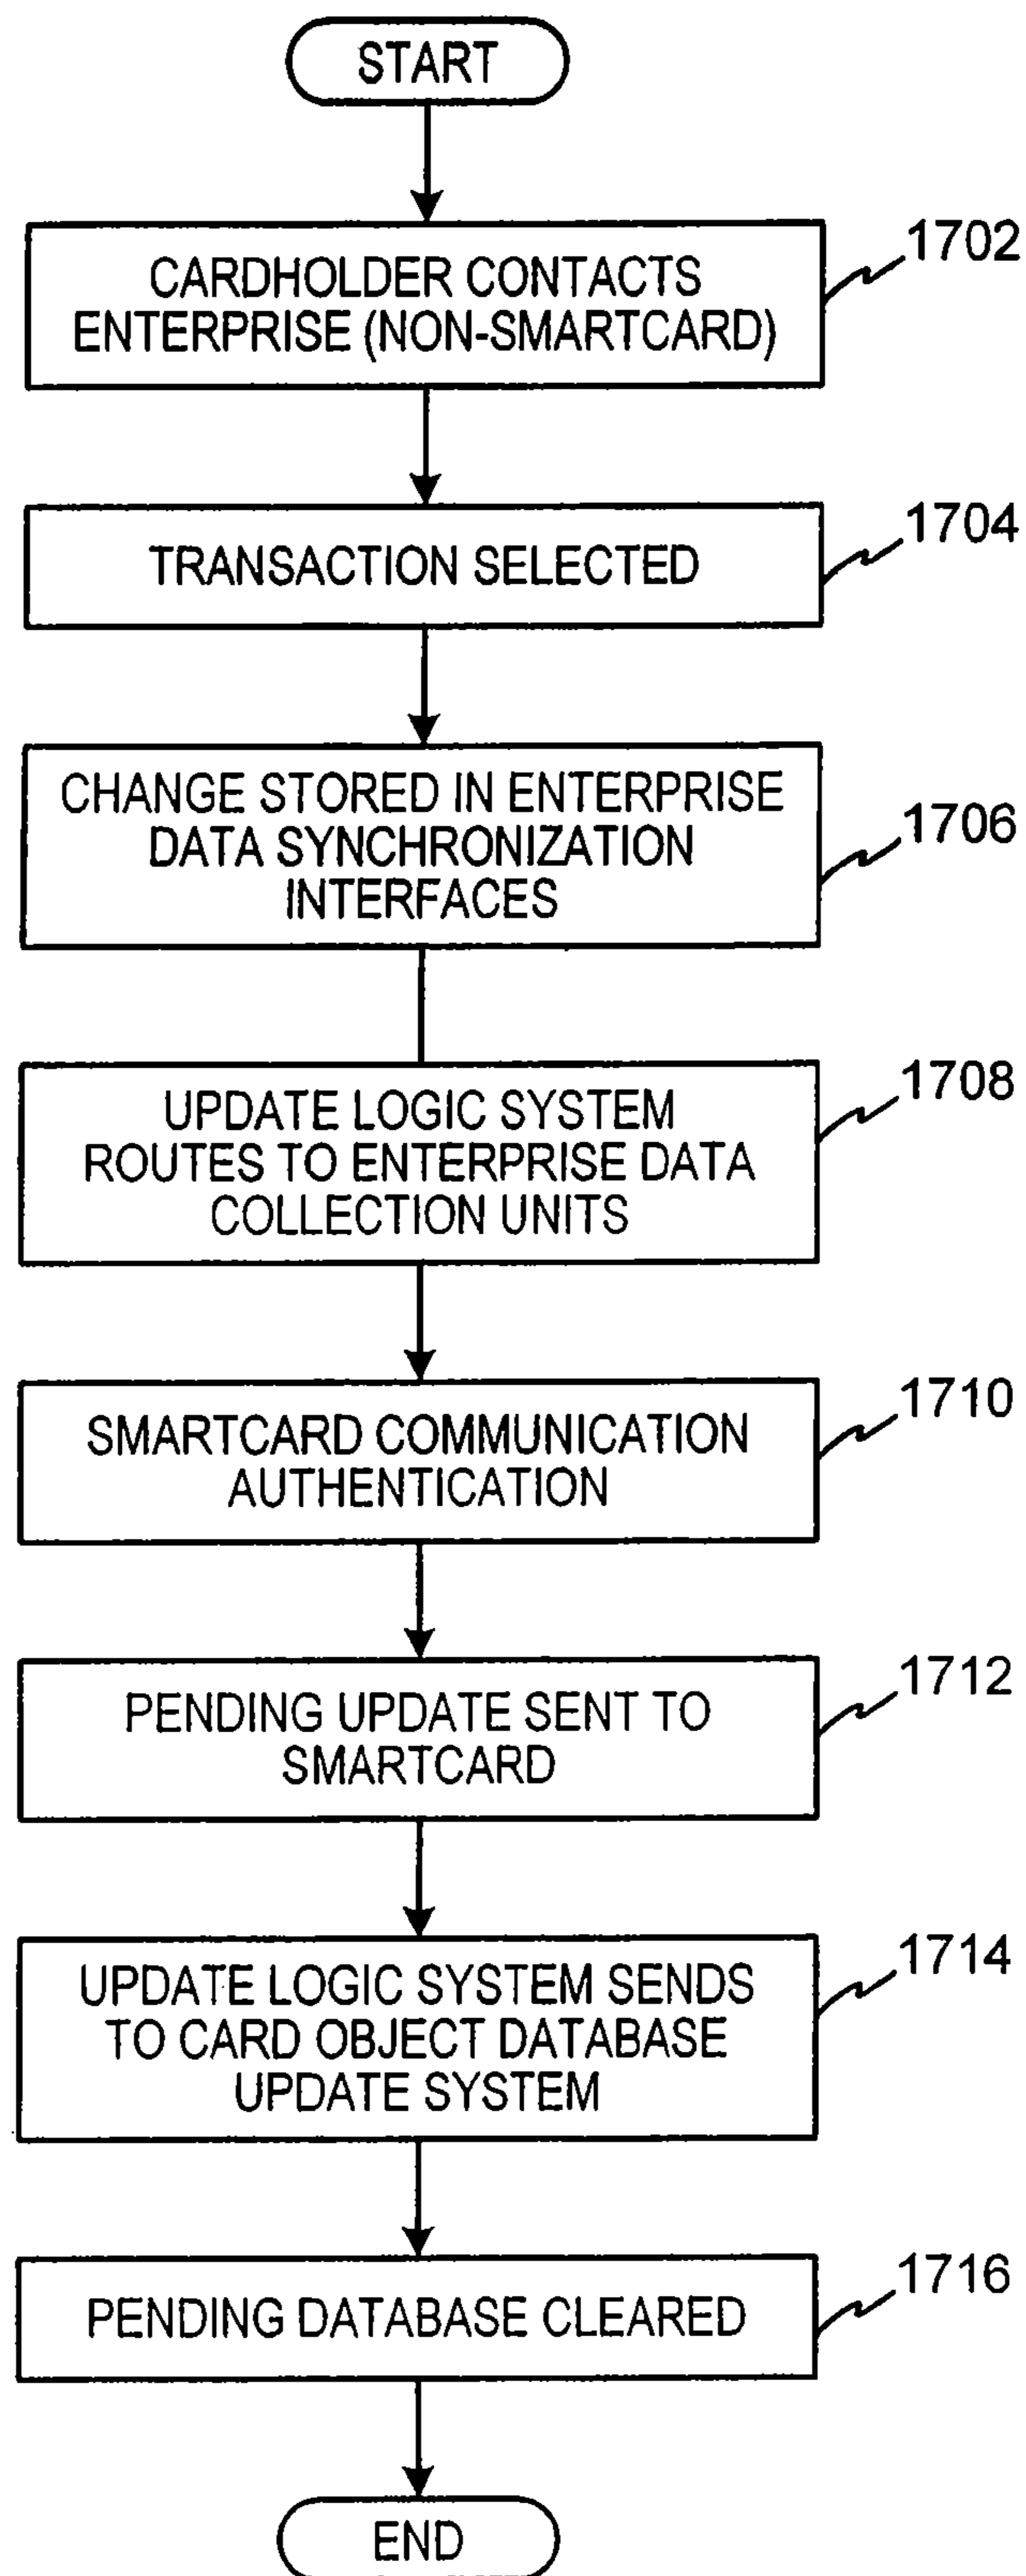 START
CARDHOLDER CONTACTS
ENTERPRISE (NON-SMARTCARD)
1702
TRANSACTION SELECTED
1704
CHANGE STORED IN ENTERPRISE
DATA SYNCHRONIZATION
INTERFACES
1706
UPDATE LOGIC SYSTEM
ROUTES TO ENTERPRISE DATA
COLLECTION UNITS
1708
SMARTCARD COMMUNICATION
AUTHENTICATION
1710
PENDING UPDATE SENT TO
SMARTCARD
1712
UPDATE LOGIC SYSTEM SENDS
TO CARD OBJECT DATABASE
UPDATE SYSTEM
1714
PENDING DATABASE CLEARED
1716
END